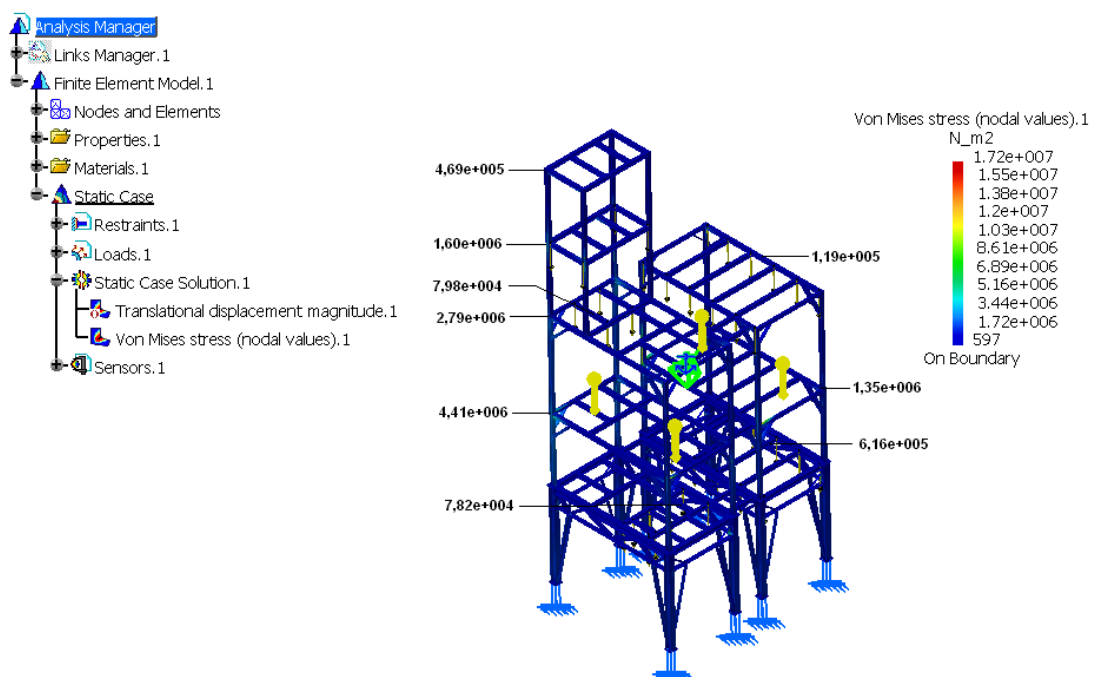 Analysis Manager
Links Manager.1
Finite Element Model.1
Nodes and Elements
Properties.1
Materials.1
Static Case
Restraints.1
Loads.1
Static Case Solution.1
Translational displacement magnitude.1
Von Mises stress (nodal values).1
Sensors.1
4,69e+005
1,60e+006
7,98e+004
2,79e+006
4,41e+006
7,82e+004
1,19e+005
1,35e+006
6,16e+005
Von Mises stress (nodal values).1
N_m2
1.72e+007
1.55e+007
1.38e+007
1.2e+007
1.03e+007
8.61e+006
6.89e+006
5.16e+006
3.44e+006
1.72e+006
597
On Boundary